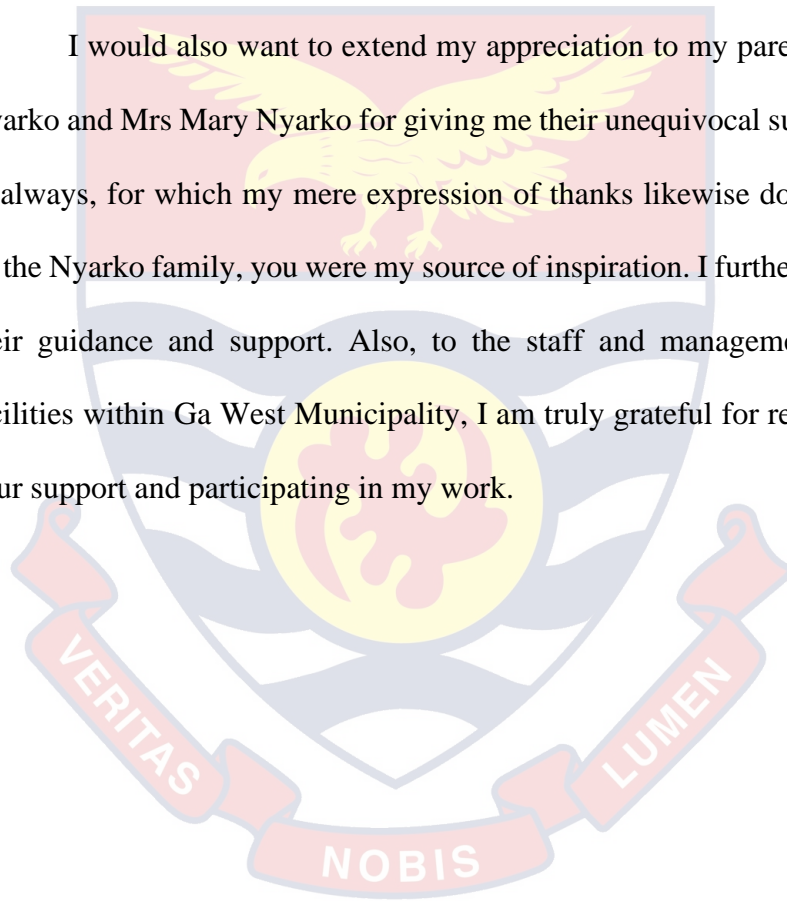 I would also want to extend my appreciation to my pare
yarko and Mrs Mary Nyarko for giving me their unequivocal su
always, for which my mere expression of thanks likewise do
the Nyarko family, you were my source of inspiration. I furthe
eir guidance and support. Also, to the staff and manageme
cilities within Ga West Municipality, I am truly grateful for re
ur support and participating in my work.
VERITAS
NOBIS
LUMEN